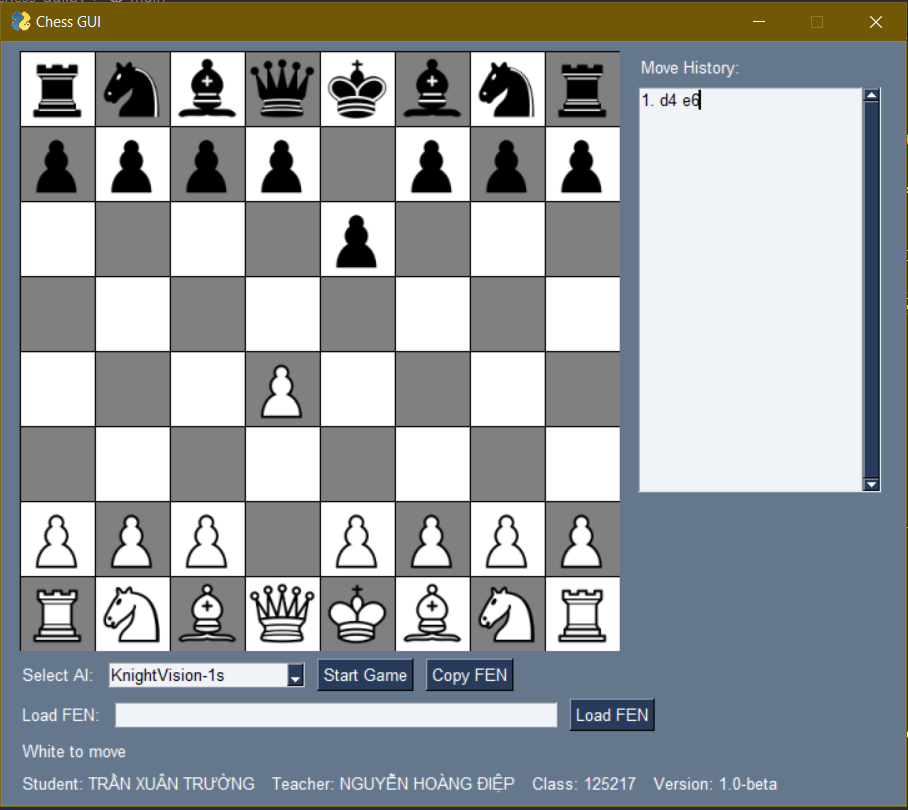 Chess GUI
Move History:
1. d4 e6
Select AI: KnightVision-1s Start Game Copy FEN
Load FEN: Load FEN
White to move
Student: TRẦN XUÂN TRƯỜNG Teacher: NGUYỄN HOÀNG ĐIỆP Class: 125217 Version: 1.0-beta